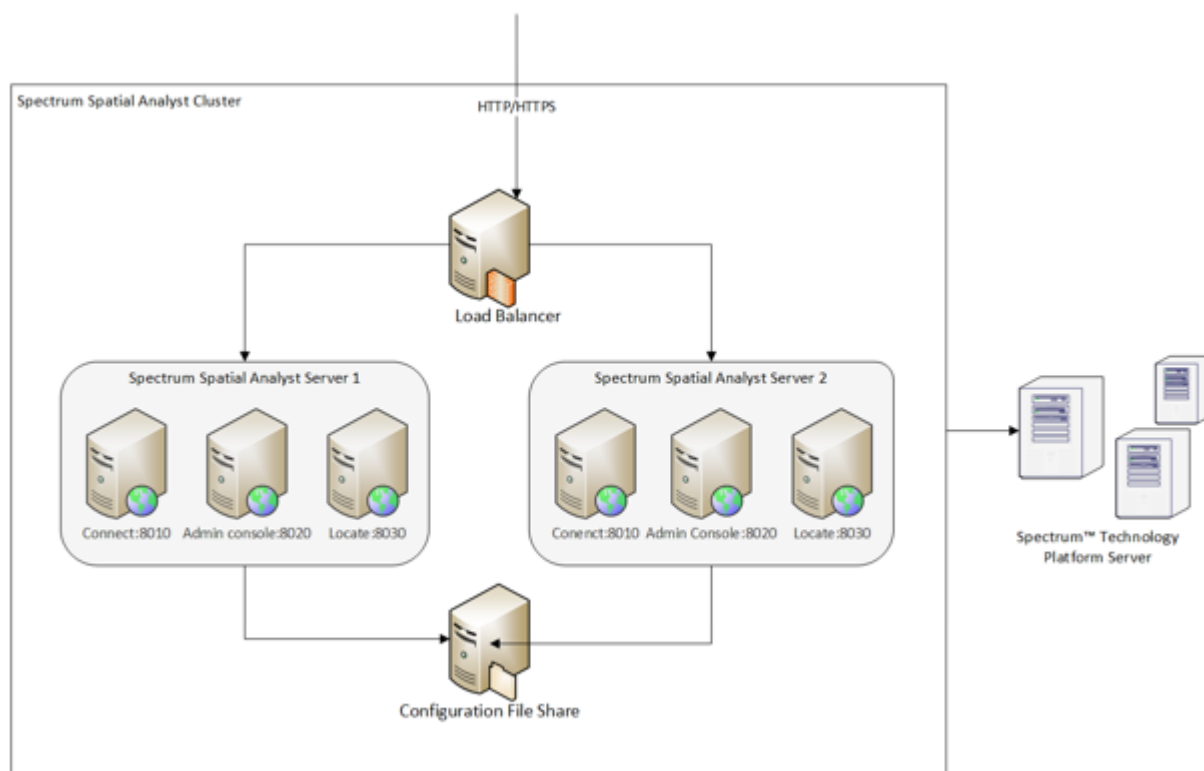 Spectrum Spatial Analyst Cluster
HTTP/HTTPS
Load Balancer
Spectrum Spatial Analyst Server 1
Connect:8010
Admin console:8020
Locate:8030
Spectrum Spatial Analyst Server 2
Conenct:8010
Admin Console:8020
Locate:8030
Spectrum™ Technology
Platform Server
Configuration File Share